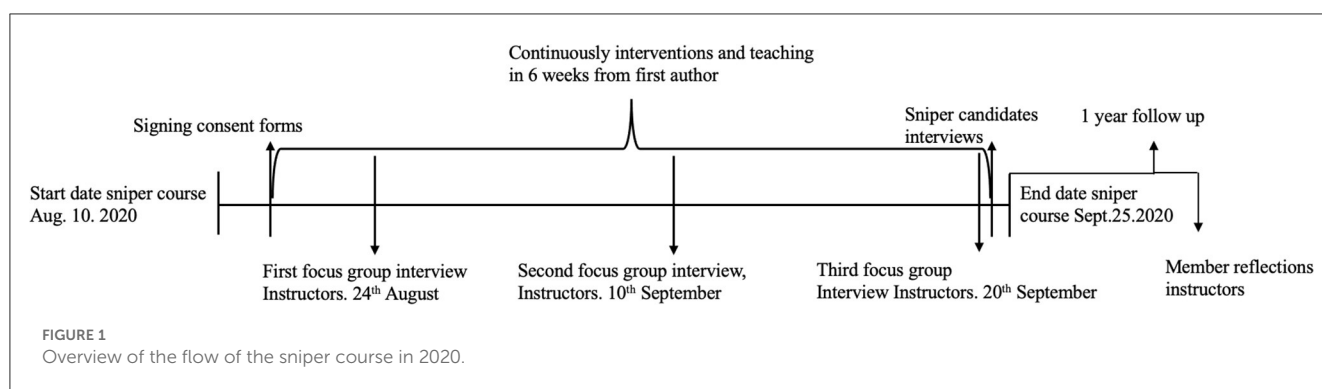 Continuously interventions and teaching
in 6 weeks from first author
Signing consent forms
Sniper candidates
interviews
1 year follow up
Start date sniper course
Aug. 10. 2020
End date sniper
course Sept.25.2020
First focus group interview
Instructors. 24th August
Second focus group interview,
Instructors. 10th September
Third focus group
Interview Instructors. 20th September
Member reflections
instructors
FIGURE 1
Overview of the flow of the sniper course in 2020.